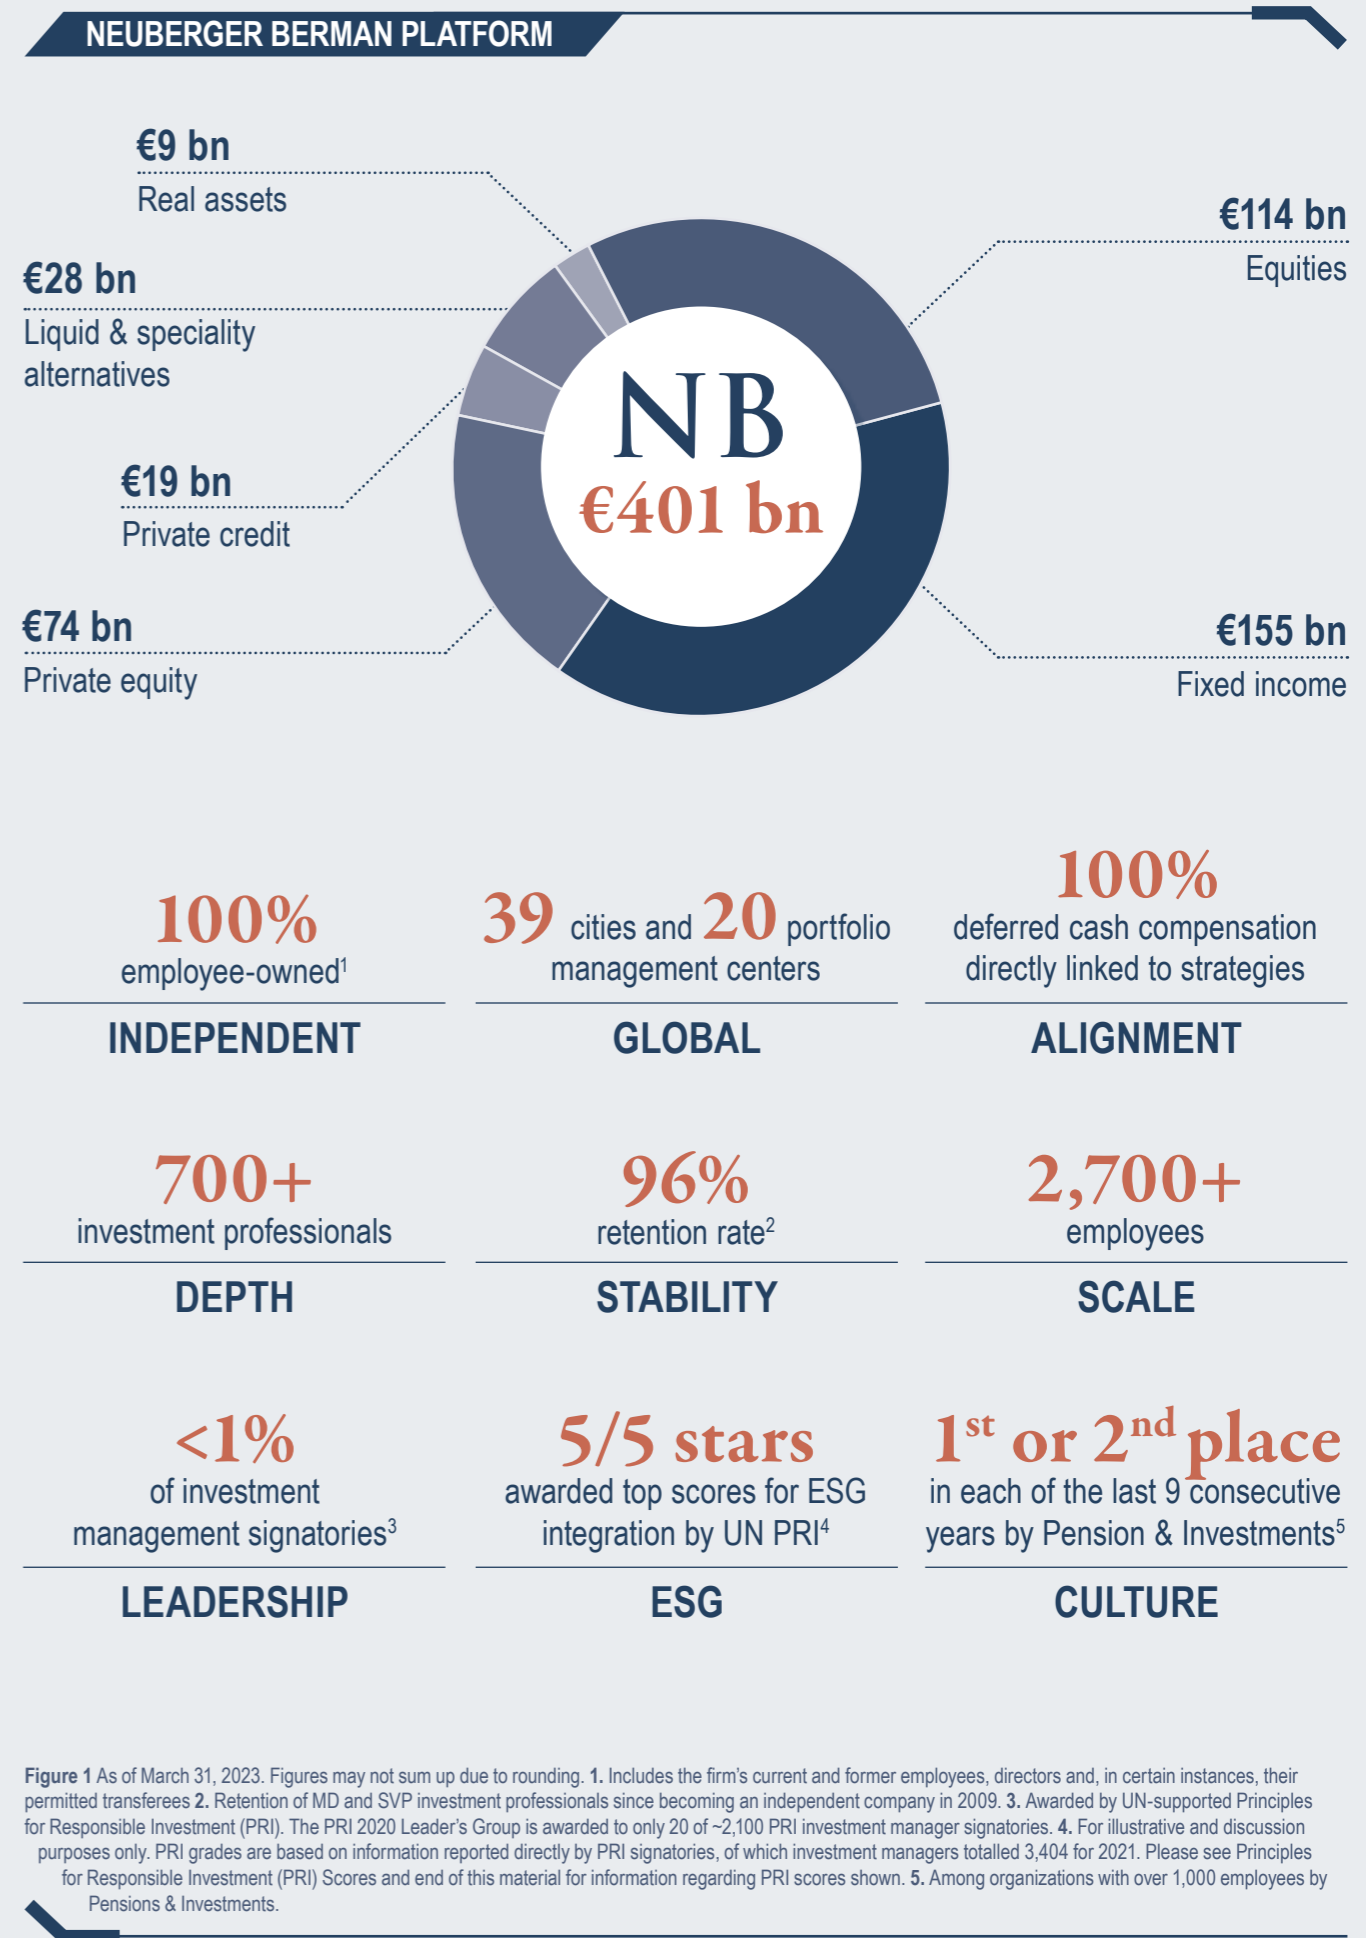 NEUBERGER BERMAN PLATFORM
€9 bn
Real assets
€28 bn
Liquid & speciality
alternatives
€19 bn
Private credit
€74 bn
Private equity
€114 bn
Equities
€155 bn
Fixed income
NB
€401 bn
100%
employee-owned1
INDEPENDENT
39 cities and 20 portfolio
management centers
GLOBAL
100%
deferred cash compensation
directly linked to strategies
ALIGNMENT
700+
investment professionals
DEPTH
96%
retention rate2
STABILITY
2,700+
employees
SCALE
<1%
of investment
management signatories3
LEADERSHIP
5/5 stars
awarded top scores for ESG
integration by UN PRI4
ESG
1st or 2nd place
in each of the last 9 consecutive
years by Pension & Investments5
CULTURE
Figure 1 As of March 31, 2023. Figures may not sum up due to rounding. 1. Includes the firm's current and former employees, directors and, in certain instances, their
permitted transferees 2. Retention of MD and SVP investment professionals since becoming an independent company in 2009. 3. Awarded by UN-supported Principles
for Responsible Investment (PRI). The PRI 2020 Leader's Group is awarded to only 20 of ~2,100 PRI investment manager signatories. 4. For illustrative and discussion
purposes only. PRI grades are based on information reported directly by PRI signatories, of which investment managers totalled 3,404 for 2021. Please see Principles
for Responsible Investment (PRI) Scores and end of this material for information regarding PRI scores shown. 5. Among organizations with over 1,000 employees by
Pensions & Investments.